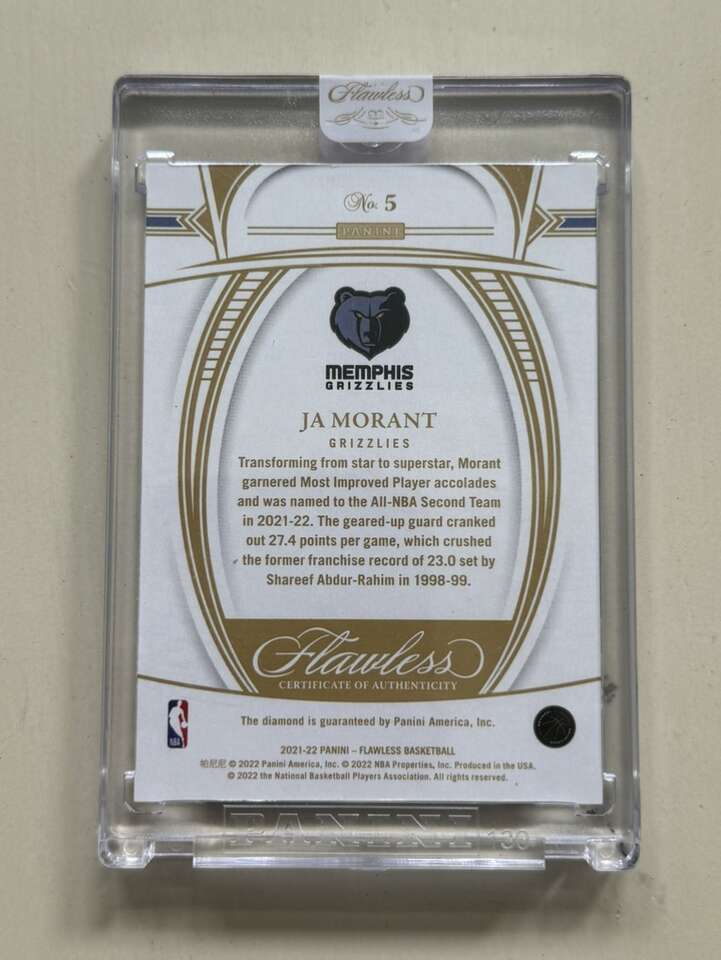 Flawless
No. 5
PANINI
MEMPHIS
GRIZZLIES
JA MORANT
GRIZZLIES
Transforming from star to superstar, Morant
garnered Most Improved Player accolades
and was named to the All-NBA Second Team
in 2021-22. The geared-up guard cranked
out 27.4 points per game, which crushed
the former franchise record of 23.0 set by
Shareef Abdur-Rahim in 1998-99.
Flawless
CERTIFICATE OF AUTHENTICITY
The diamond is guaranteed by Panini America, Inc.
NBA
2021-22 PANINI – FLAWLESS BASKETBALL
帕尼尼 © 2022 Panini America, Inc. © 2022 NBA Properties, Inc. Produced in the USA.
© 2022 the National Basketball Players Association. All rights reserved.
PANINI 130